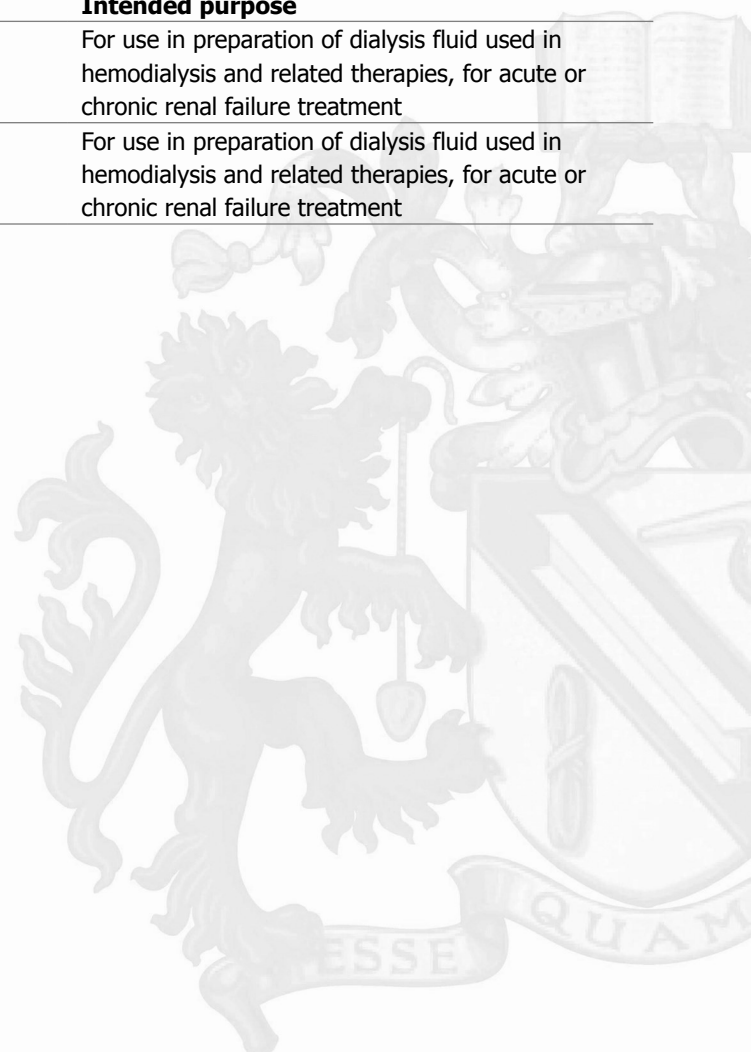 Intended purpose
For use in preparation of dialysis fluid used in
hemodialysis and related therapies, for acute or
chronic renal failure treatment
For use in preparation of dialysis fluid used in
hemodialysis and related therapies, for acute or
chronic renal failure treatment
ESSE
QUAM